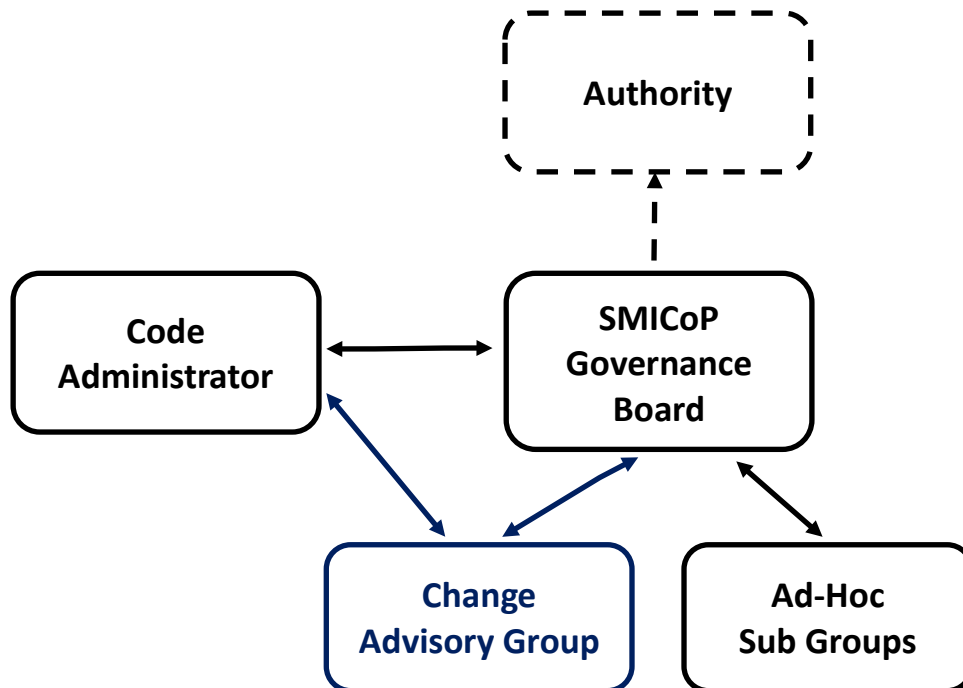 Authority
Code
Administrator
SMICoP
Governance
Board
Change
Advisory Group
Ad-Hoc
Sub Groups